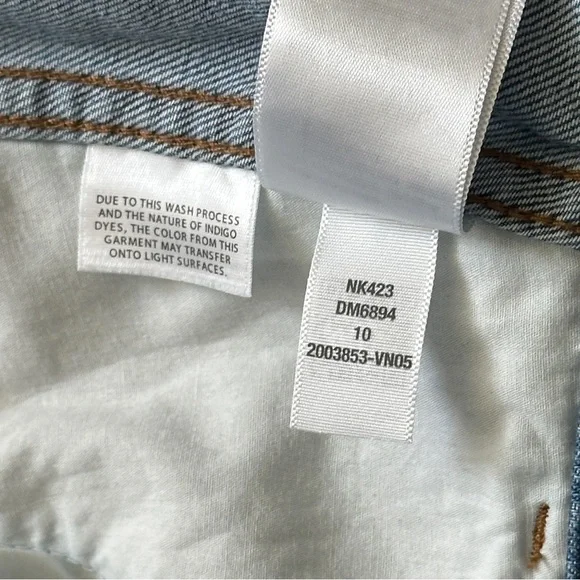 DUE TO THIS WASH PROCESS
AND THE NATURE OF INDIGO
DYES, THE COLOR FROM THIS
GARMENT MAY TRANSFER
ONTO LIGHT SURFACES.
NK423
DM6894
10
2003853-VN05